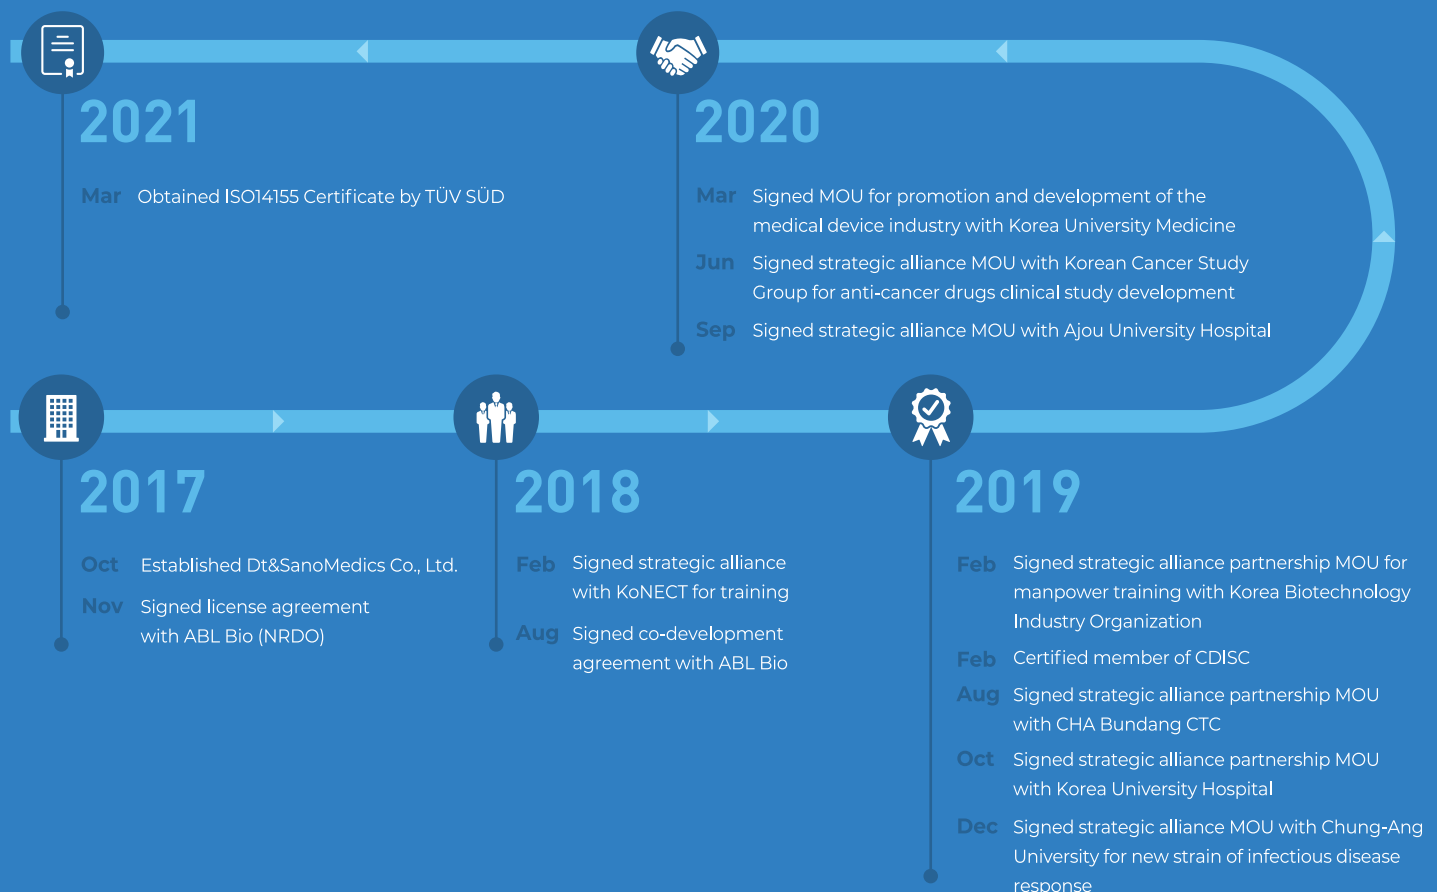 2021
Mar Obtained ISO14155 Certificate by TÜV SÜD
2020
Mar Signed MOU for promotion and development of the
medical device industry with Korea University Medicine
Jun Signed strategic alliance MOU with Korean Cancer Study
Group for anti-cancer drugs clinical study development
Sep Signed strategic alliance MOU with Ajou University Hospital
2017
Oct Established Dt&SanoMedics Co., Ltd.
Nov Signed license agreement
with ABL Bio (NRDO)
2018
Feb Signed strategic alliance
with KoNECT for training
Aug Signed co-development
agreement with ABL Bio
2019
Feb Signed strategic alliance partnership MOU for
manpower training with Korea Biotechnology
Industry Organization
Feb Certified member of CDISC
Aug Signed strategic alliance partnership MOU
with CHA Bundang CTC
Oct Signed strategic alliance partnership MOU
with Korea University Hospital
Dec Signed strategic alliance MOU with Chung-Ang
University for new strain of infectious disease
response